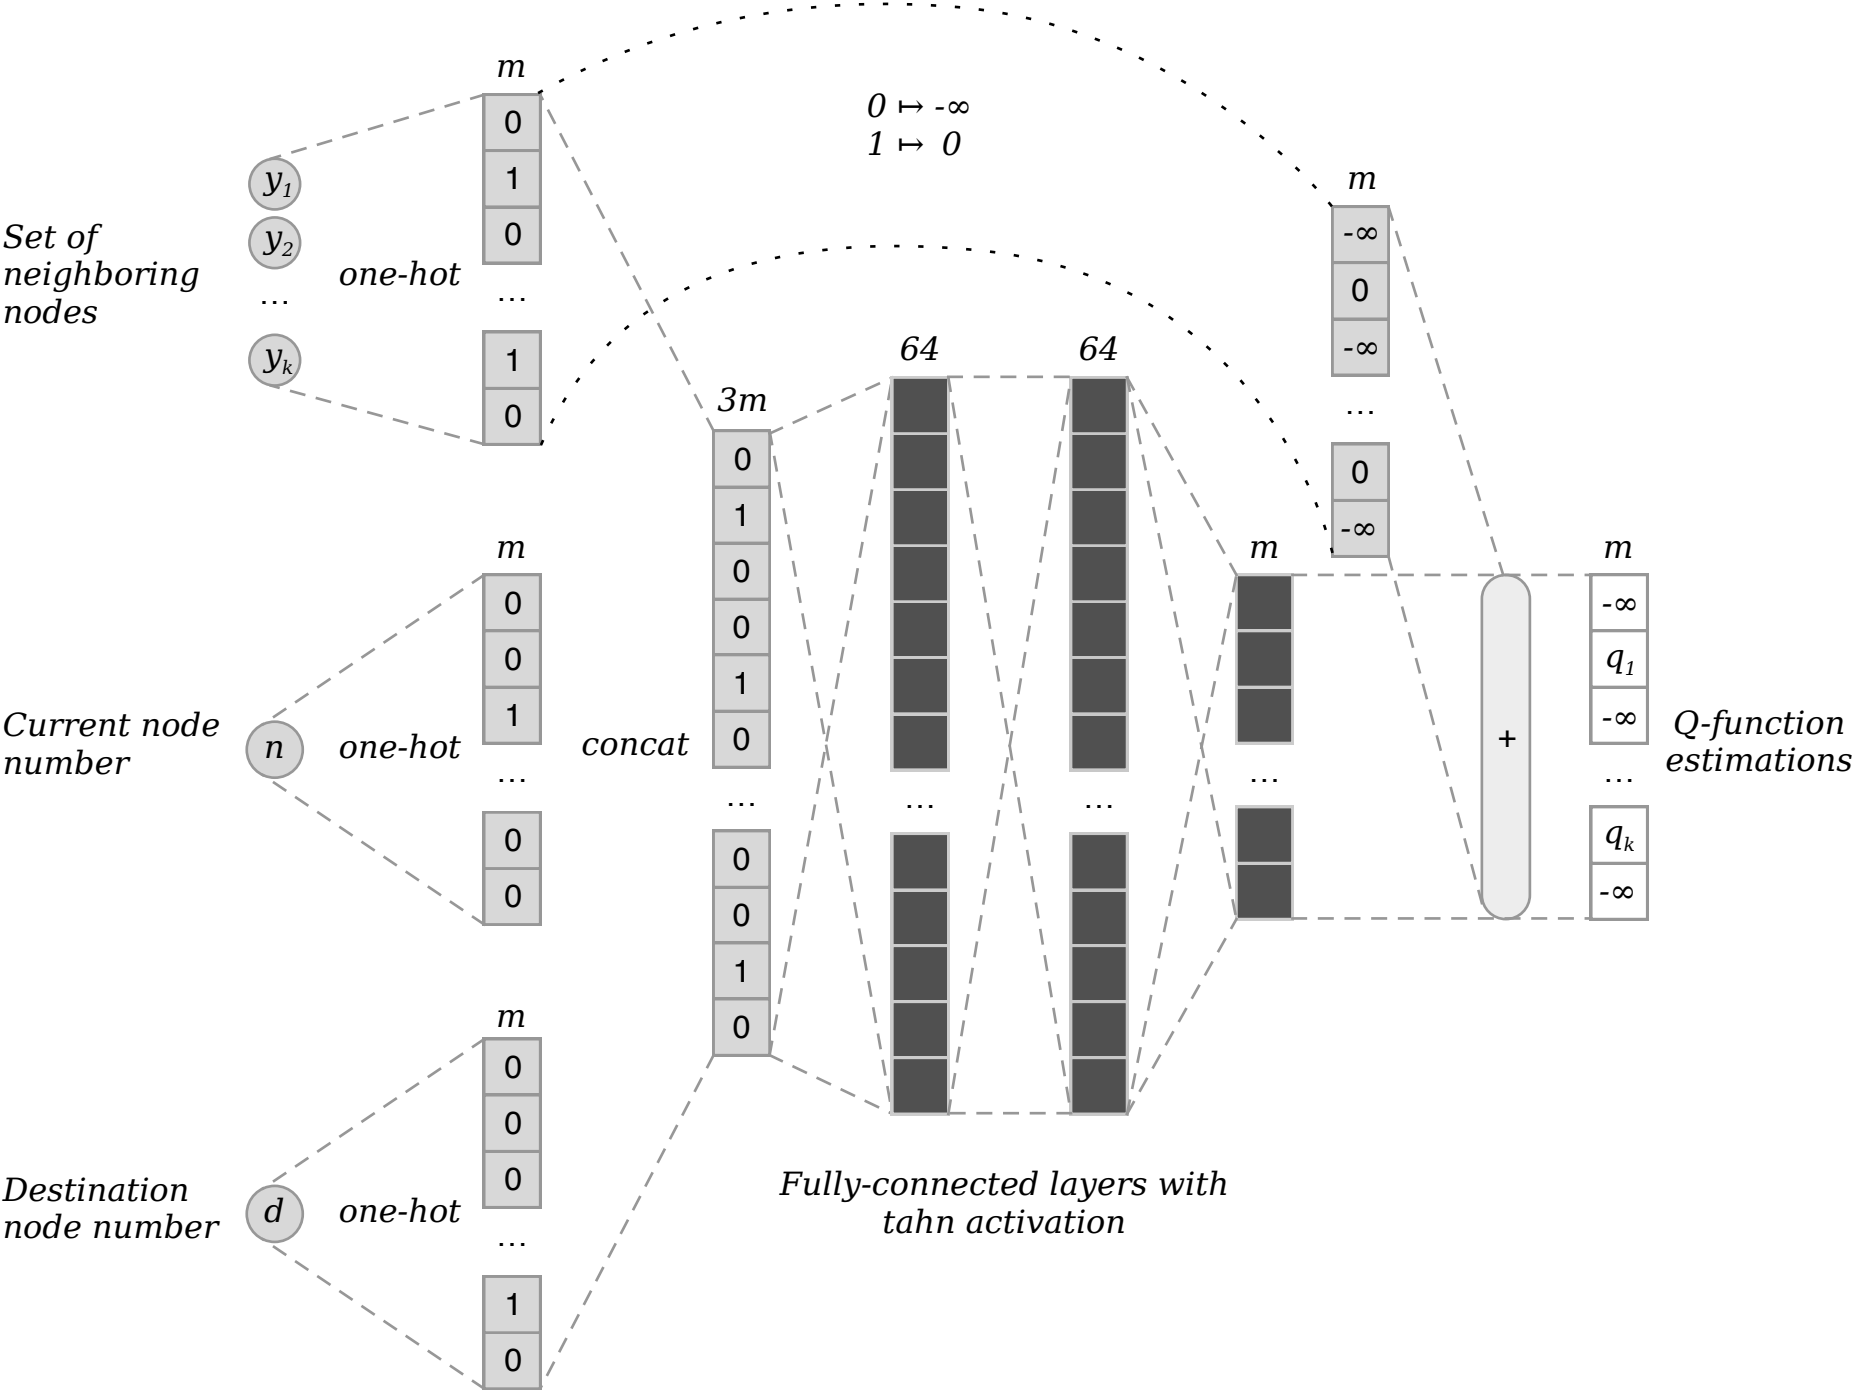 Set of
neighboring
nodes
y1
y2
...
yk
one-hot
m
0
1
0
...
1
0
0 ↦ -∞
1 ↦ 0
m
-∞
0
-∞
...
0
-∞
Current node
number
n
one-hot
m
0
0
1
...
0
0
Destination
node number
d
one-hot
m
0
0
0
...
1
0
concat
3m
0
1
0
0
1
0
...
0
0
1
0
64
...
64
...
Fully-connected layers with
tahn activation
m
...
+
m
-∞
q1
-∞
...
qk
-∞
Q-function
estimations